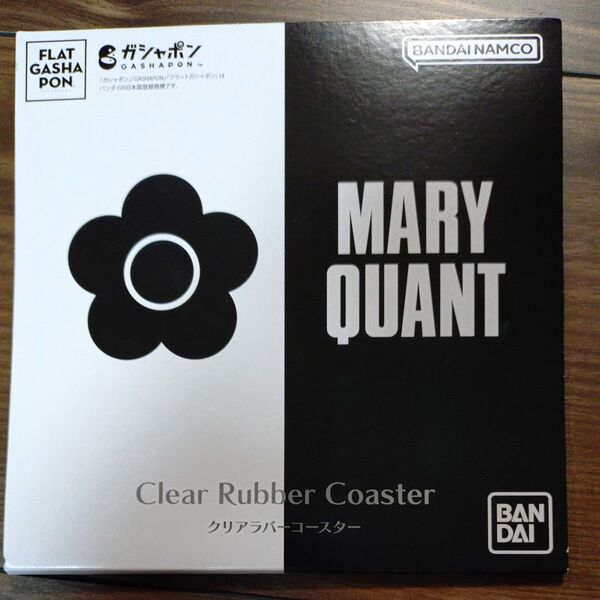 FLAT
GASHA
PON
ガシャポン
GASHAPON™
「ガシャポン」「GASHAPON」「フラットガシャポン」は
バンダイの日本国登録商標です。
BANDAI NAMCO
MARY
QUANT
Clear Rubber Coaster
クリアラバーコースター
BAN
DAI